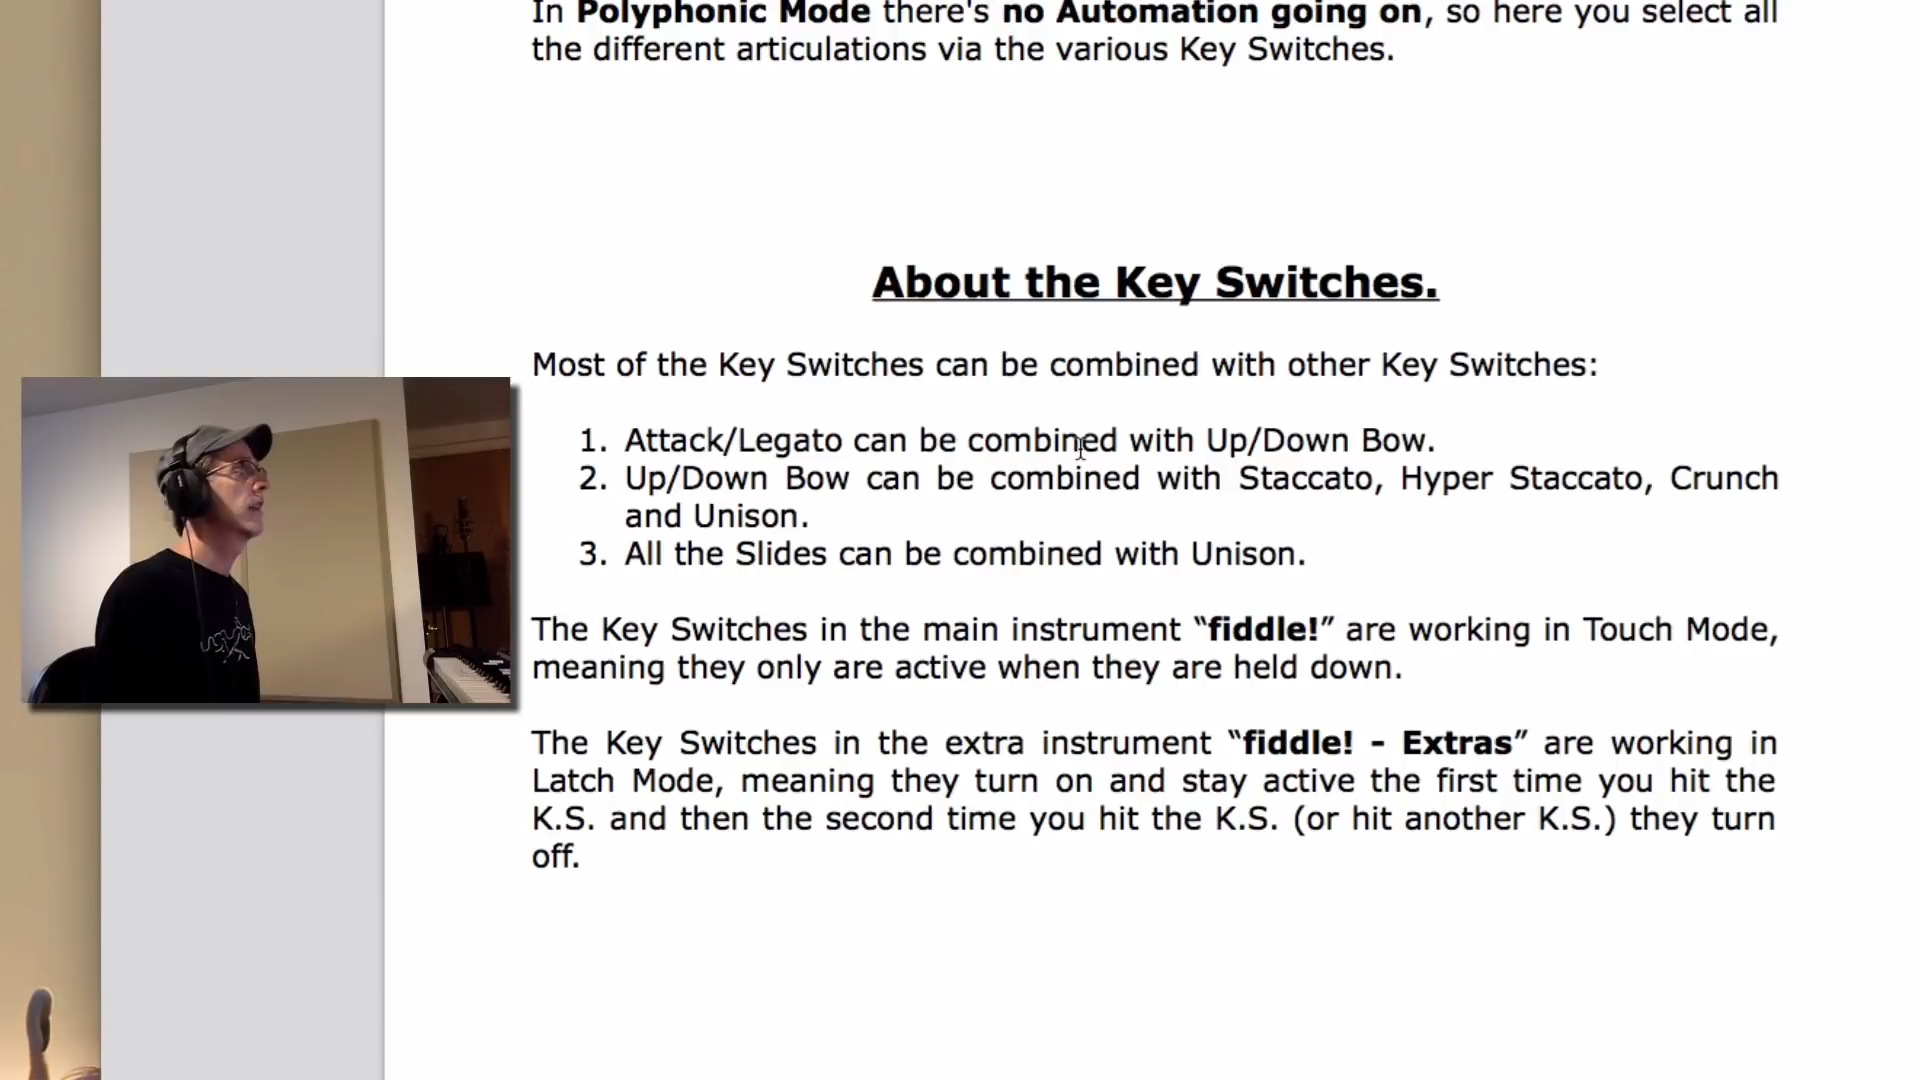 In Polyphonic Mode there's no Automation going on, so here you select all
the different articulations via the various Key Switches.
About the Key Switches.
Most of the Key Switches can be combined with other Key Switches:
1. Attack/Legato can be combined with Up/Down Bow.
2. Up/Down Bow can be combined with Staccato, Hyper Staccato, Crunch
and Unison.
3. All the Slides can be combined with Unison.
The Key Switches in the main instrument “fiddle!” are working in Touch Mode,
meaning they only are active when they are held down.
The Key Switches in the extra instrument “fiddle! - Extras” are working in
Latch Mode, meaning they turn on and stay active the first time you hit the
K.S. and then the second time you hit the K.S. (or hit another K.S.) they turn
off.